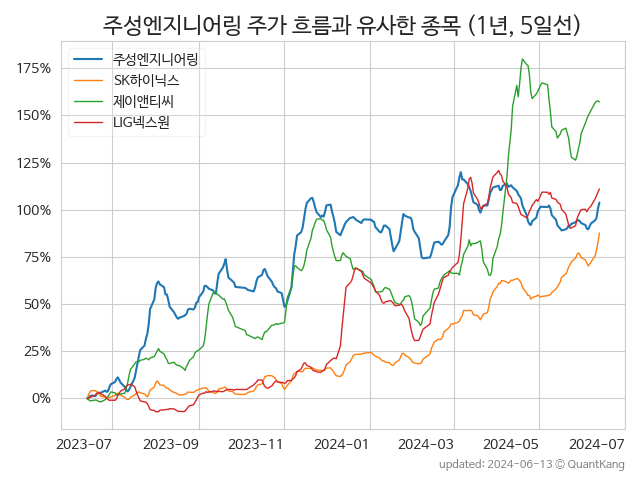 주성엔지니어링 주가 흐름과 유사한 종목 (1년, 5일선)
주성엔지니어링
SK하이닉스
제이앤티씨
LIG넥스원
175%
150%
125%
100%
75%
50%
25%
0%
2023-07
2023-09
2023-11
2024-01
2024-03
2024-05
2024-07
updated: 2024-06-13 © QuantKang